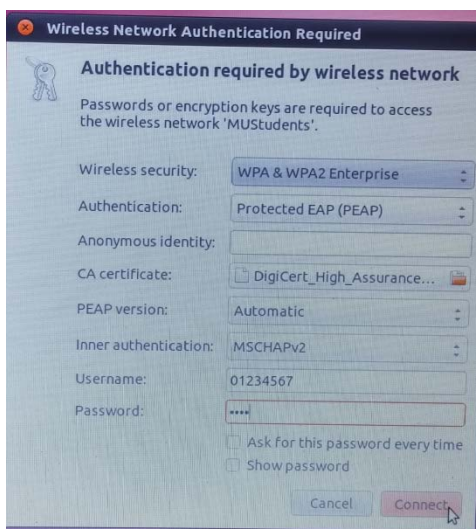 Wireless Network Authentication Required
Authentication required by wireless network
Passwords or encryption keys are required to access
the wireless network 'MUStudents'.
Wireless security: WPA & WPA2 Enterprise
Authentication: Protected EAP (PEAP)
Anonymous identity:
CA certificate: DigiCert_High_Assurance...
PEAP version: Automatic
Inner authentication: MSCHAPv2
Username: 01234567
Password: ••••
Ask for this password every time
Show password
Cancel Connect